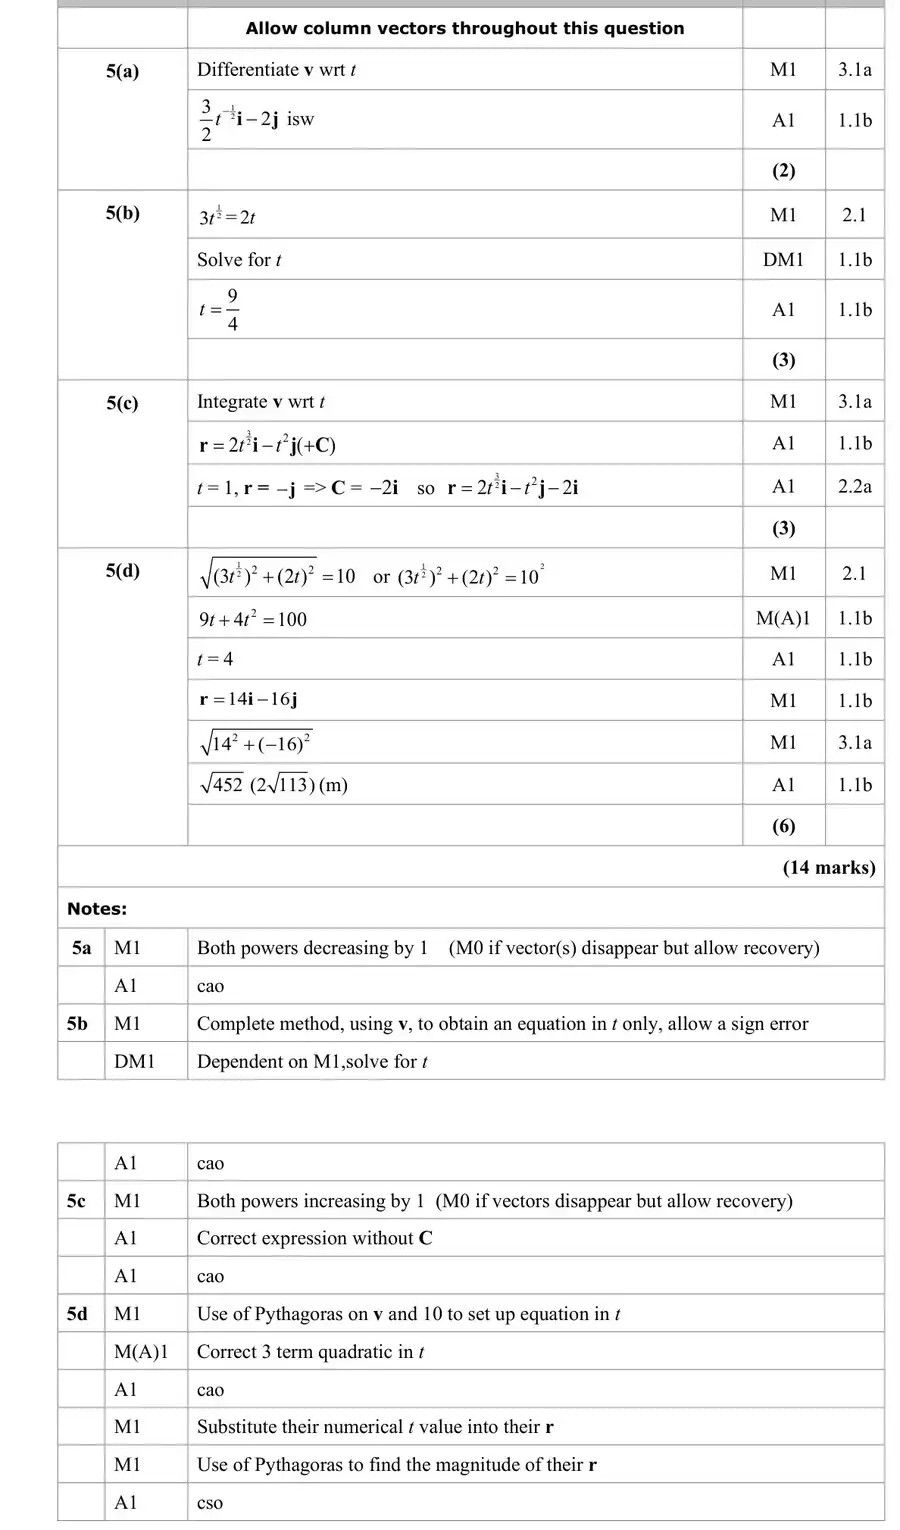 Allow column vectors throughout this question
5(a) Differentiate v wrt t M1 3.1a
3/2 t^(-1/2) i − 2j isw A1 1.1b
(2)
5(b) 3t^(1/2) = 2t M1 2.1
Solve for t DM1 1.1b
t = 9/4 A1 1.1b
(3)
5(c) Integrate v wrt t M1 3.1a
r = 2t^(3/2) i − t²j(+C) A1 1.1b
t = 1, r = −j => C = −2i so r = 2t^(3/2) i − t²j − 2i A1 2.2a
(3)
5(d) √((3t^(1/2))² + (2t)²) = 10 or (3t^(1/2))² + (2t)² = 10² M1 2.1
9t + 4t² = 100 M(A)1 1.1b
t = 4 A1 1.1b
r = 14i − 16j M1 1.1b
√(14² + (−16)²) M1 3.1a
√452 (2√113) (m) A1 1.1b
(6)
(14 marks)
Notes:
5a M1 Both powers decreasing by 1 (M0 if vector(s) disappear but allow recovery)
A1 cao
5b M1 Complete method, using v, to obtain an equation in t only, allow a sign error
DM1 Dependent on M1,solve for t
A1 cao
5c M1 Both powers increasing by 1 (M0 if vectors disappear but allow recovery)
A1 Correct expression without C
A1 cao
5d M1 Use of Pythagoras on v and 10 to set up equation in t
M(A)1 Correct 3 term quadratic in t
A1 cao
M1 Substitute their numerical t value into their r
M1 Use of Pythagoras to find the magnitude of their r
A1 cso